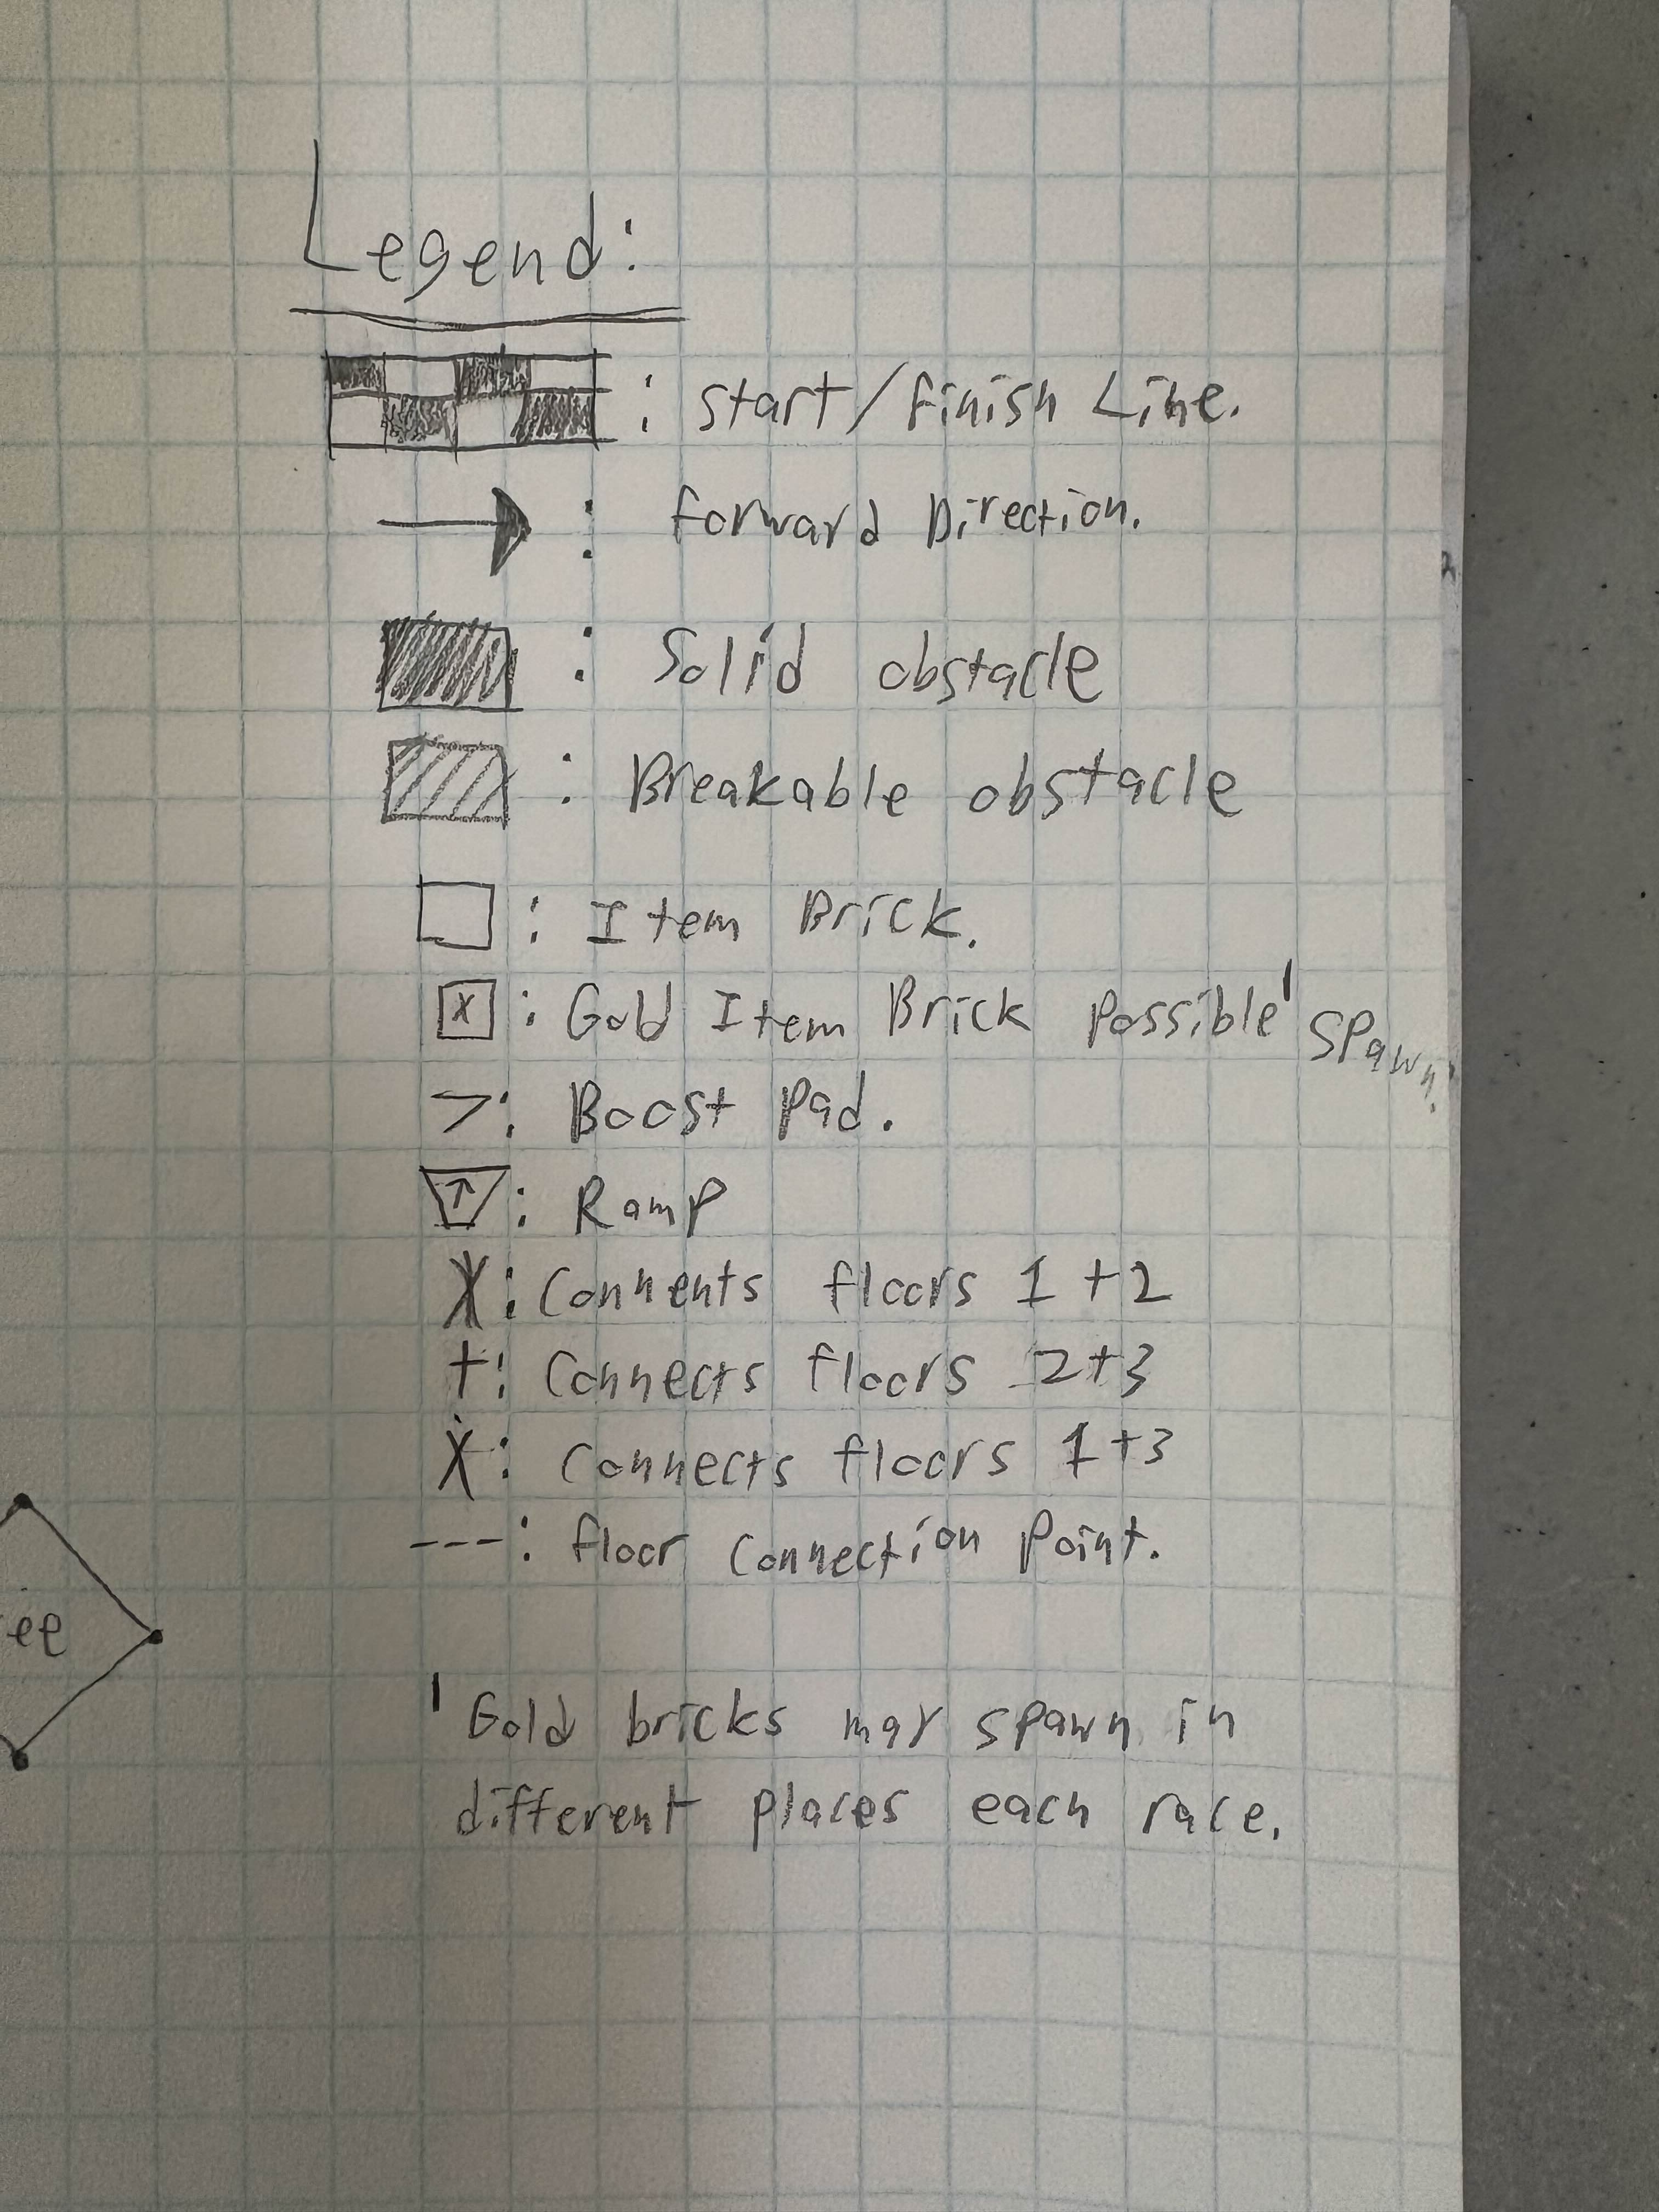 Legend:
: Start/finish Line.
: forward Direction.
: Solid obstacle
: Breakable obstacle
: Item Brick.
x : Gold Item Brick Possible¹ Spawn.
>: Boost Pad.
↑ : Ramp
X: Connents floors 1 + 2
+: Connects floors 2+3
Ẋ: Connects floors 1+3
---: floor Connection Point.
ee
¹ Gold bricks may spawn in
different places each race.